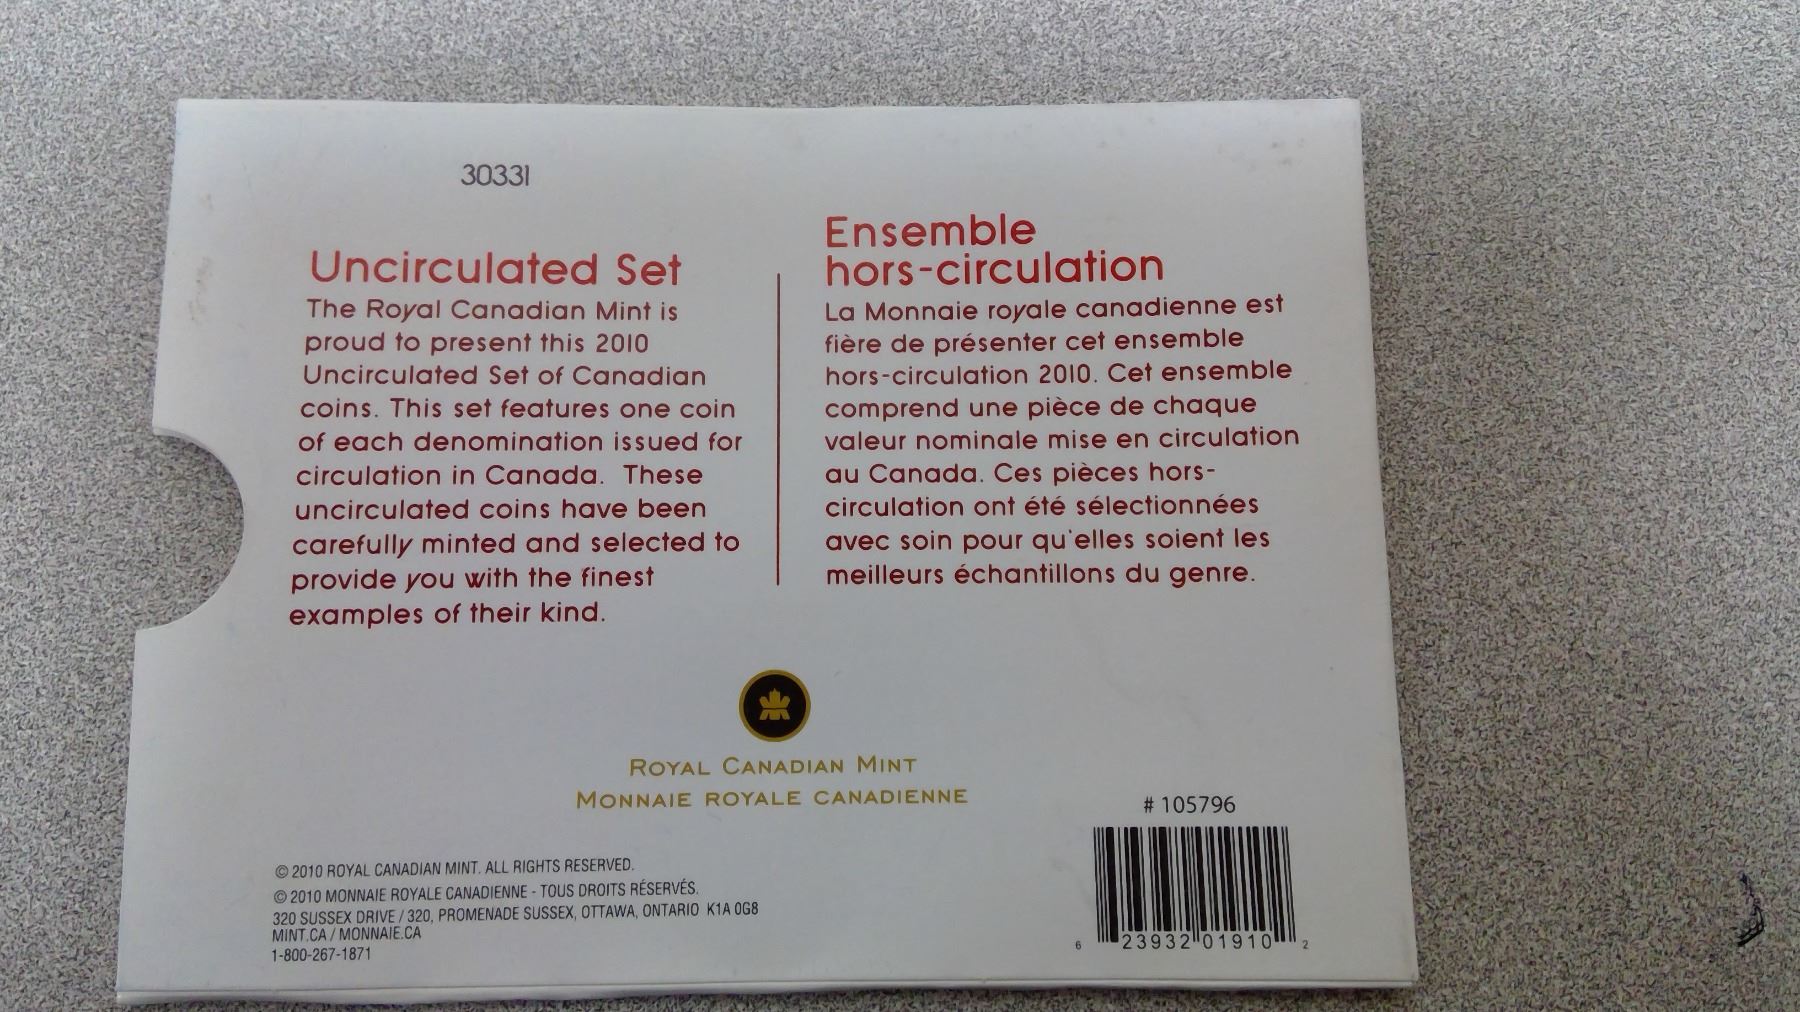 30331
Uncirculated Set
The Royal Canadian Mint is
proud to present this 2010
Uncirculated Set of Canadian
coins. This set features one coin
of each denomination issued for
circulation in Canada. These
uncirculated coins have been
carefully minted and selected to
provide you with the finest
examples of their kind.
Ensemble
hors-circulation
La Monnaie royale canadienne est
fière de présenter cet ensemble
hors-circulation 2010. Cet ensemble
comprend une pièce de chaque
valeur nominale mise en circulation
au Canada. Ces pièces hors-
circulation ont été sélectionnées
avec soin pour qu'elles soient les
meilleurs échantillons du genre.
ROYAL CANADIAN MINT
MONNAIE ROYALE CANADIENNE
© 2010 ROYAL CANADIAN MINT. ALL RIGHTS RESERVED.
© 2010 MONNAIE ROYALE CANADIENNE - TOUS DROITS RÉSERVÉS.
320 SUSSEX DRIVE / 320, PROMENADE SUSSEX, OTTAWA, ONTARIO K1A 0G8
MINT.CA / MONNAIE.CA
1-800-267-1871
# 105796
6 23932 01910 2